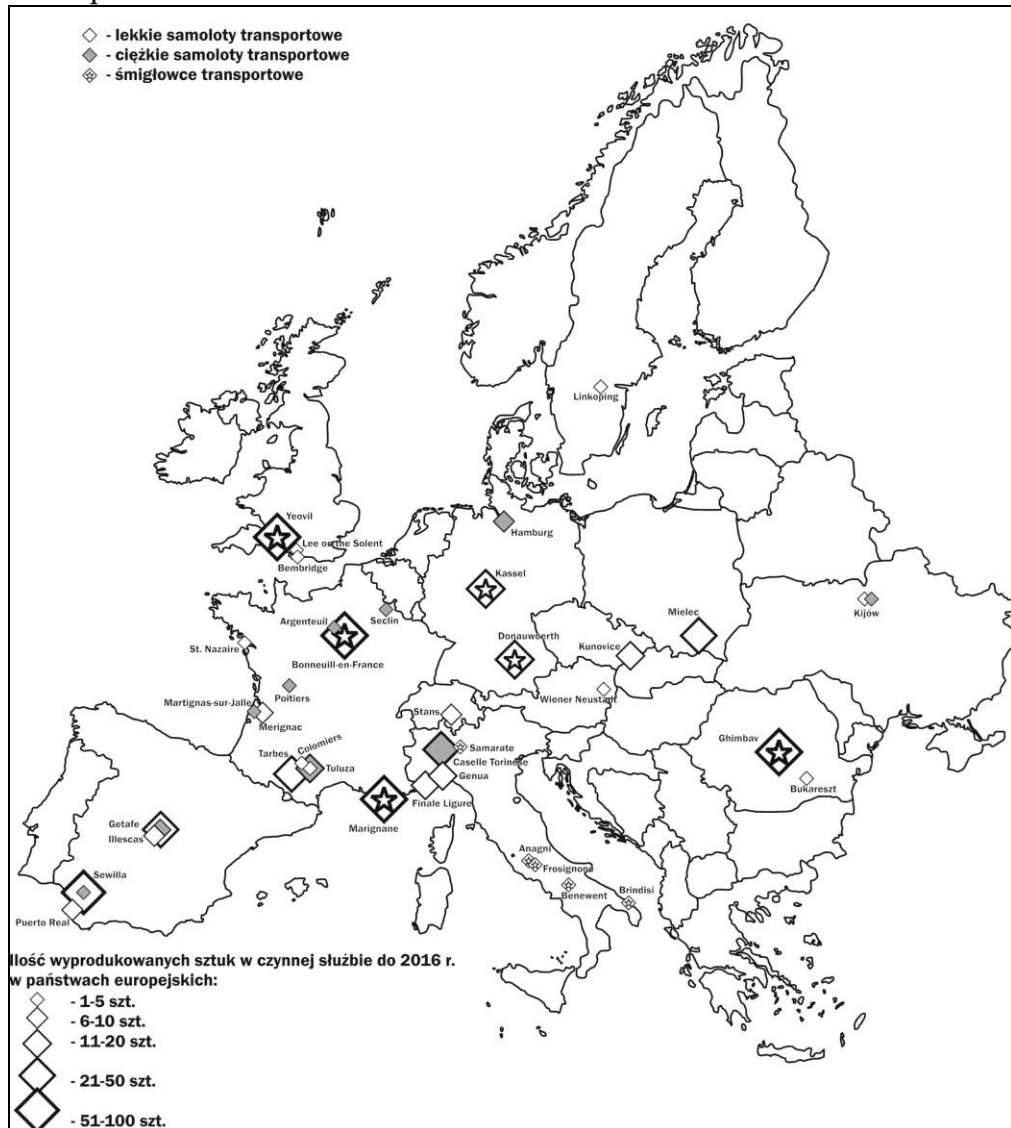 - lekkie samoloty transportowe
- ciężkie samoloty transportowe
- śmigłowce transportowe
Linkoping
Yeovil
Lee on the Solent
Bembridge
Hamburg
Kassel
Kijów
Argenteuil
Seclin
Mielec
St. Nazaire
Bonneuill-en-France
Donauwoerth
Kunovice
Poitiers
Wiener Neustadt
Martignas-sur-Jalle
Merignac
Stans
Ghimbav
Samarate
Caselle Torinese
Tarbes
Colomiers
Tuluza
Genua
Bukareszt
Finale Ligure
Marignane
Getafe
Illescas
Anagni
Frosignone
Sewilla
Benewent
Brindisi
Puerto Real
Ilość wyprodukowanych sztuk w czynnej służbie do 2016 r.
w państwach europejskich:
- 1-5 szt.
- 6-10 szt.
- 11-20 szt.
- 21-50 szt.
- 51-100 szt.